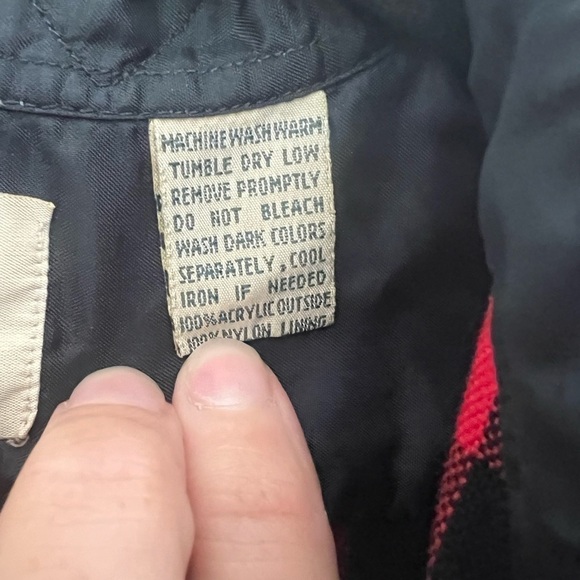 MACHINE WASH WARM
TUMBLE DRY LOW
REMOVE PROMPTLY
DO NOT BLEACH
WASH DARK COLORS
SEPARATELY, COOL
IRON IF NEEDED
100% ACRYLIC OUTSIDE
100% NYLON LINING